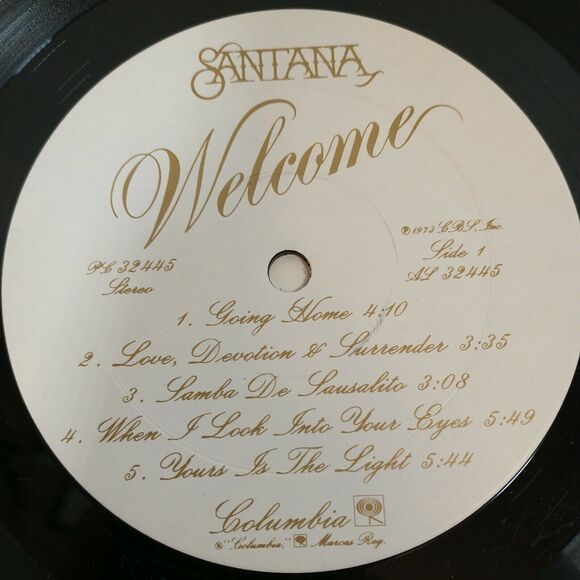 SANTANA
Welcome
℗ 1973 CBS, Inc.
PC 32445
Side 1
Stereo
AL 32445
1. Going Home 4:10
2. Love, Devotion & Surrender 3:35
3. Samba De Sausalito 3:08
4. When I Look Into Your Eyes 5:49
5. Yours Is The Light 5:44
Columbia
® "Columbia," Marcas Reg.